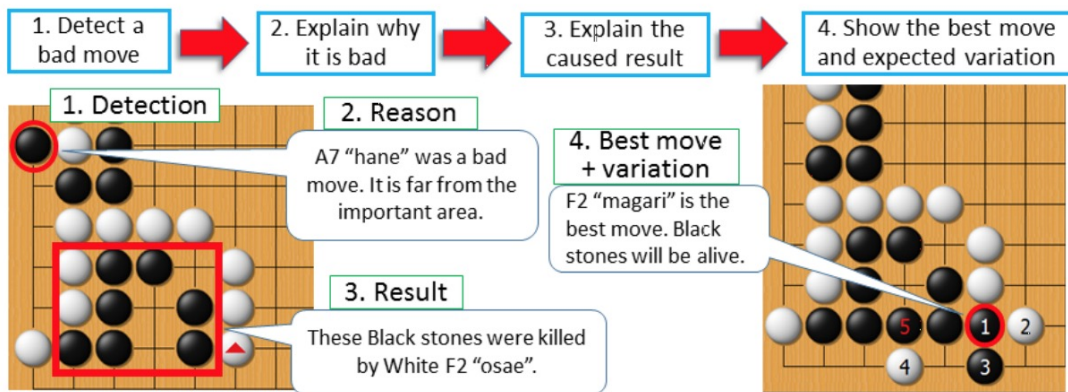 1. Detect a
bad move
2. Explain why
it is bad
3. Explain the
caused result
4. Show the best move
and expected variation
1. Detection
2. Reason
A7 “hane” was a bad
move. It is far from the
important area.
3. Result
These Black stones were killed
by White F2 “osae”.
4. Best move
+ variation
F2 “magari” is the
best move. Black
stones will be alive.
5
1
2
4
3